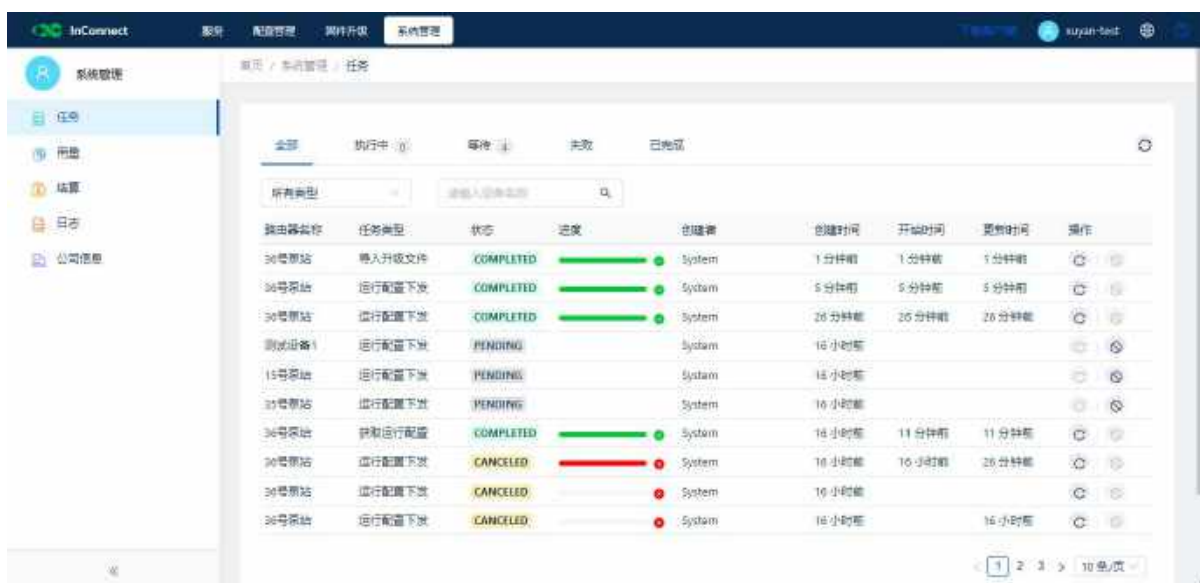 InConnect 服务 配置管理 固件升级 系统管理 xuyan-test
系统管理
首页 / 系统管理 / 任务
任务
用量
结算
日志
公司信息
全部 执行中 0 等待 4 失败 已完成
所有类型 请输入设备名称
路由器名称 任务类型 状态 进度 创建者 创建时间 开始时间 更新时间 操作
36号泵站 导入升级文件 COMPLETED System 1 分钟前 1 分钟前 1 分钟前
36号泵站 运行配置下发 COMPLETED System 5 分钟前 5 分钟前 5 分钟前
36号泵站 运行配置下发 COMPLETED System 26 分钟前 26 分钟前 26 分钟前
测试设备1 运行配置下发 PENDING System 16 小时前
15号泵站 运行配置下发 PENDING System 16 小时前
35号泵站 运行配置下发 PENDING System 16 小时前
36号泵站 获取运行配置 COMPLETED System 16 小时前 11 分钟前 11 分钟前
36号泵站 运行配置下发 CANCELED System 16 小时前 16 小时前 26 分钟前
36号泵站 运行配置下发 CANCELED System 16 小时前
36号泵站 运行配置下发 CANCELED System 16 小时前 16 小时前
1 2 3 10 条/页